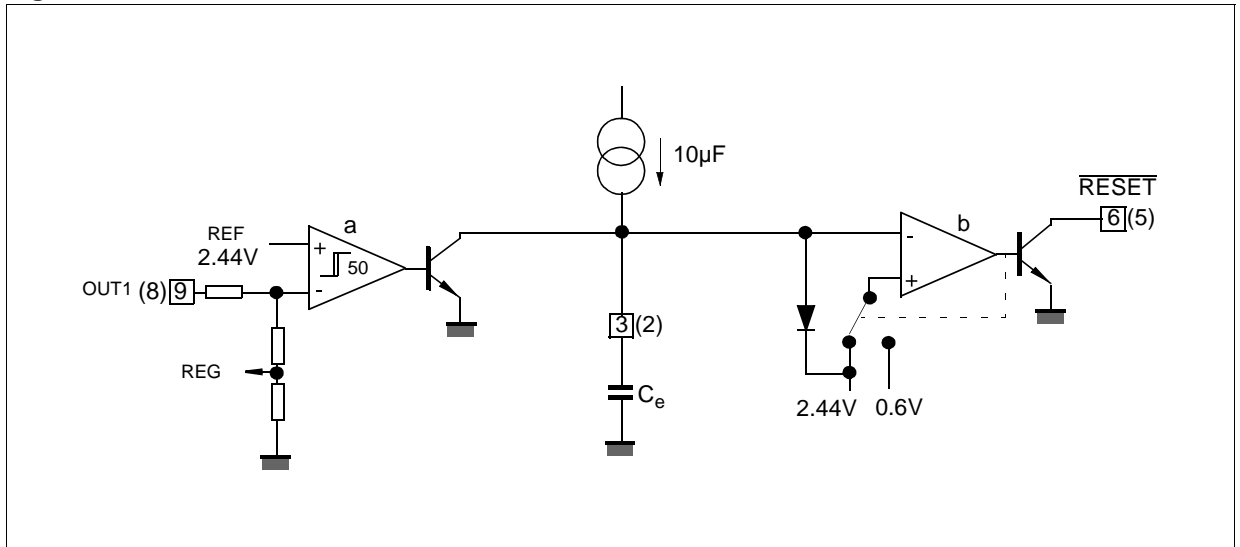 10µF
RESET
6 (5)
a
b
REF
2.44V
+
50
-
-
+
OUT1 (8) 9
3 (2)
REG
Ce
2.44V 0.6V